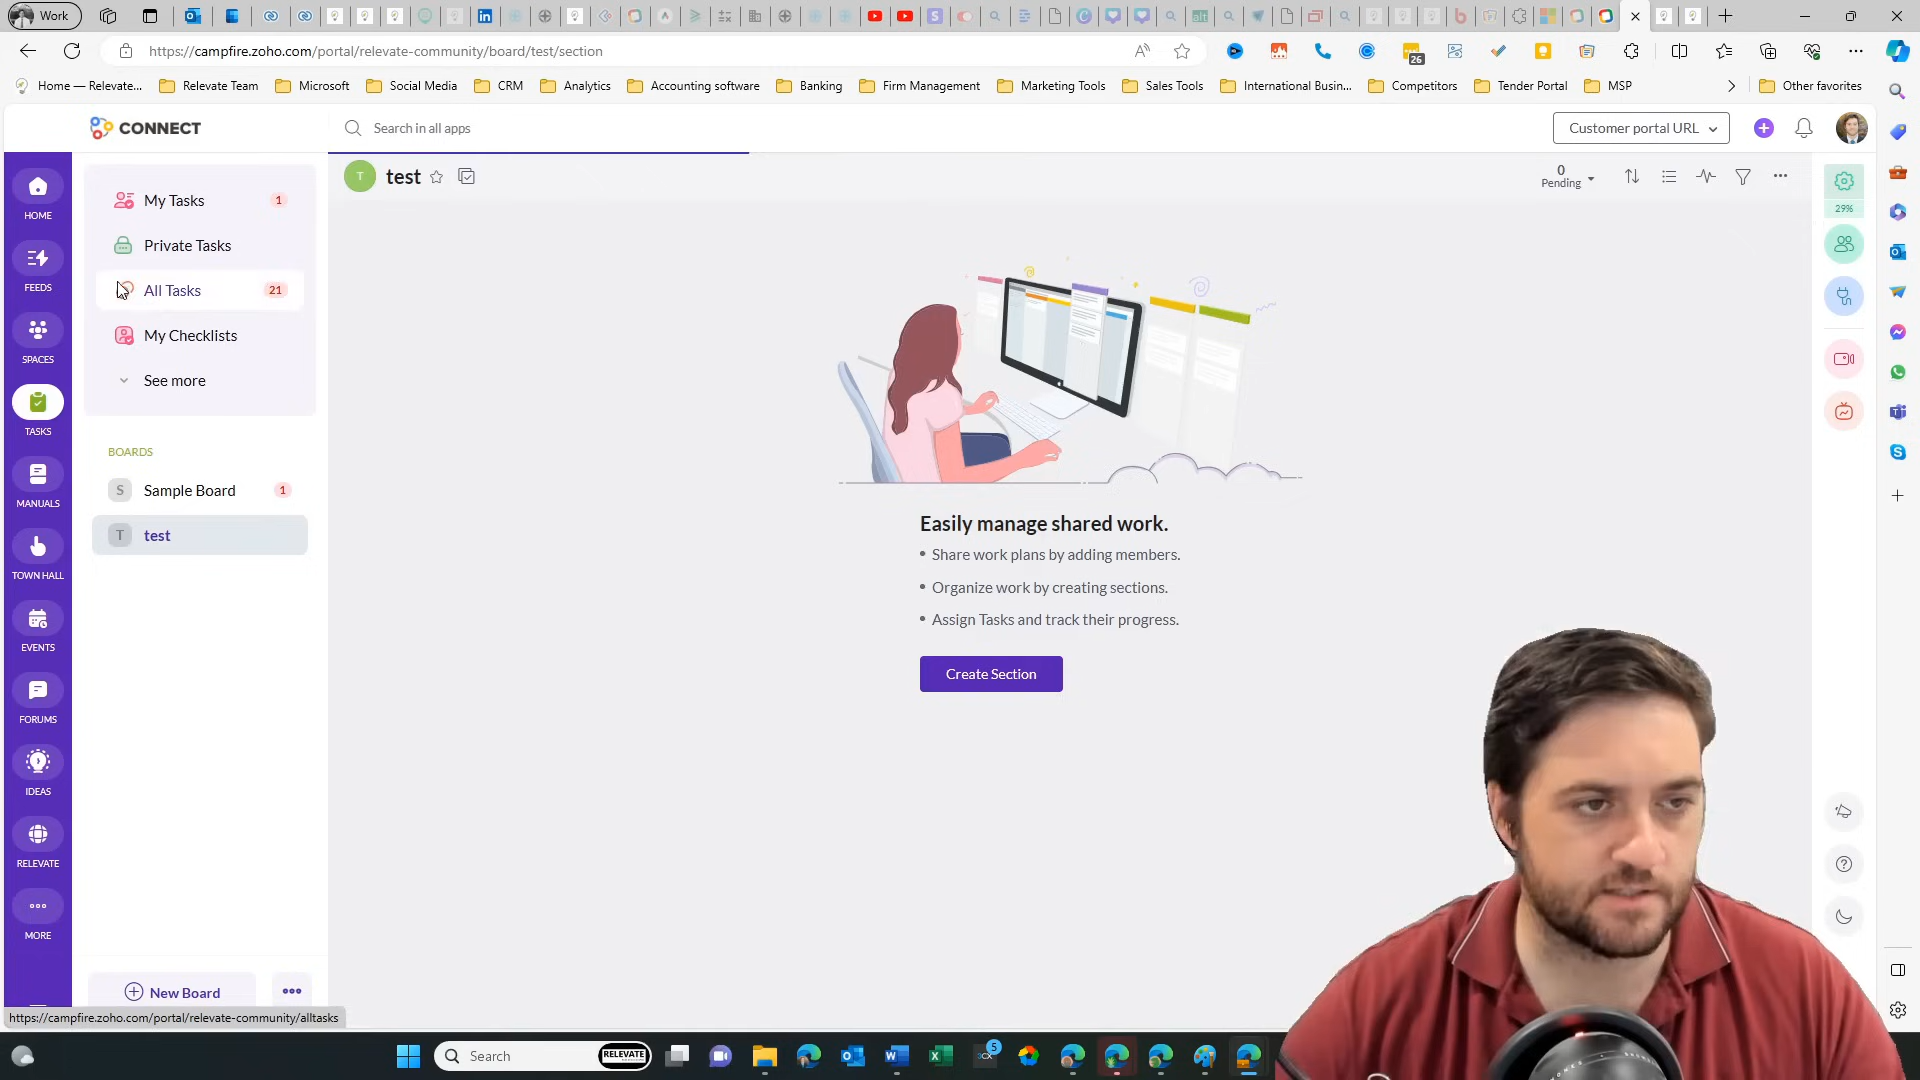 Work
https://campfire.zoho.com/portal/relevate-community/board/test/section
26
Home — Relevate...
Relevate Team
Microsoft
Social Media
CRM
Analytics
Accounting software
Banking
Firm Management
Marketing Tools
Sales Tools
International Busin...
Competitors
Tender Portal
MSP
Other favorites
CONNECT
Search in all apps
Customer portal URL
HOME
FEEDS
SPACES
TASKS
MANUALS
TOWN HALL
EVENTS
FORUMS
IDEAS
RELEVATE
MORE
My Tasks 1
Private Tasks
All Tasks 21
My Checklists
See more
BOARDS
S Sample Board 1
T test
New Board
T test
0
Pending
29%
Easily manage shared work.
• Share work plans by adding members.
• Organize work by creating sections.
• Assign Tasks and track their progress.
Create Section
https://campfire.zoho.com/portal/relevate-community/alltasks
Search
RELEVATE
5